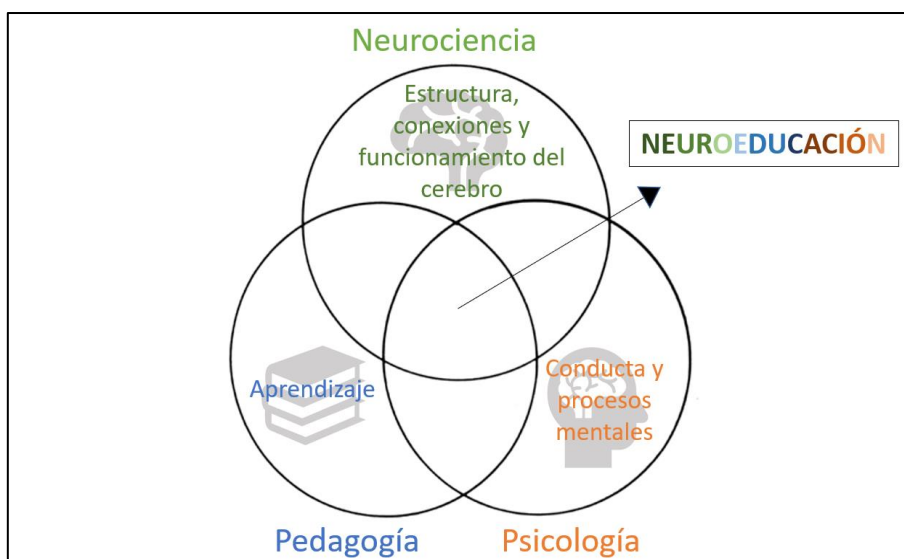 Neurociencia
Estructura,
conexiones y
funcionamiento del
cerebro
NEUROEDUCACIÓN
Aprendizaje
Conducta y
procesos
mentales
Pedagogía
Psicología